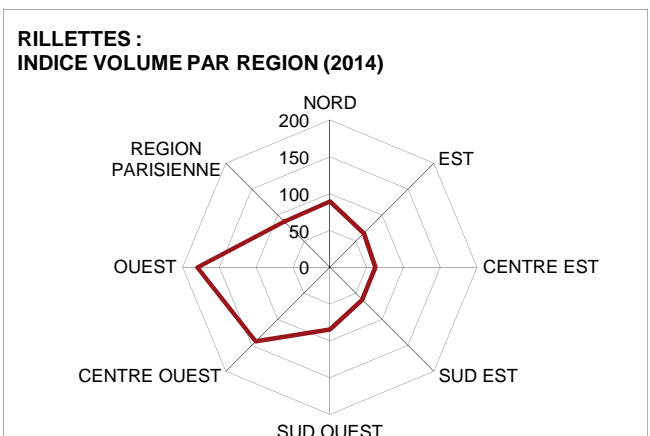 RILLETTES :
INDICE VOLUME PAR REGION (2014)
NORD
200
REGION
PARISIENNE
EST
150
100
50
OUEST
0
CENTRE EST
CENTRE OUEST
SUD EST
SUD OUEST